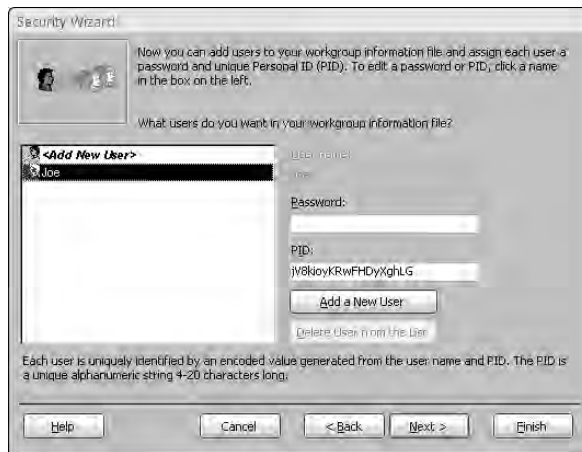 Security Wizard
Now you can add users to your workgroup information file and assign each user a
password and unique Personal ID (PID). To edit a password or PID, click a name
in the box on the left.
What users do you want in your workgroup information file?
<Add New User>
Joe
User name:
Joe
Password:
PID:
jV8kioyKRwFHDyXghLG
Add a New User
Delete User from the List
Each user is uniquely identified by an encoded value generated from the user name and PID. The PID is
a unique alphanumeric string 4-20 characters long.
Help
Cancel
< Back
Next >
Finish